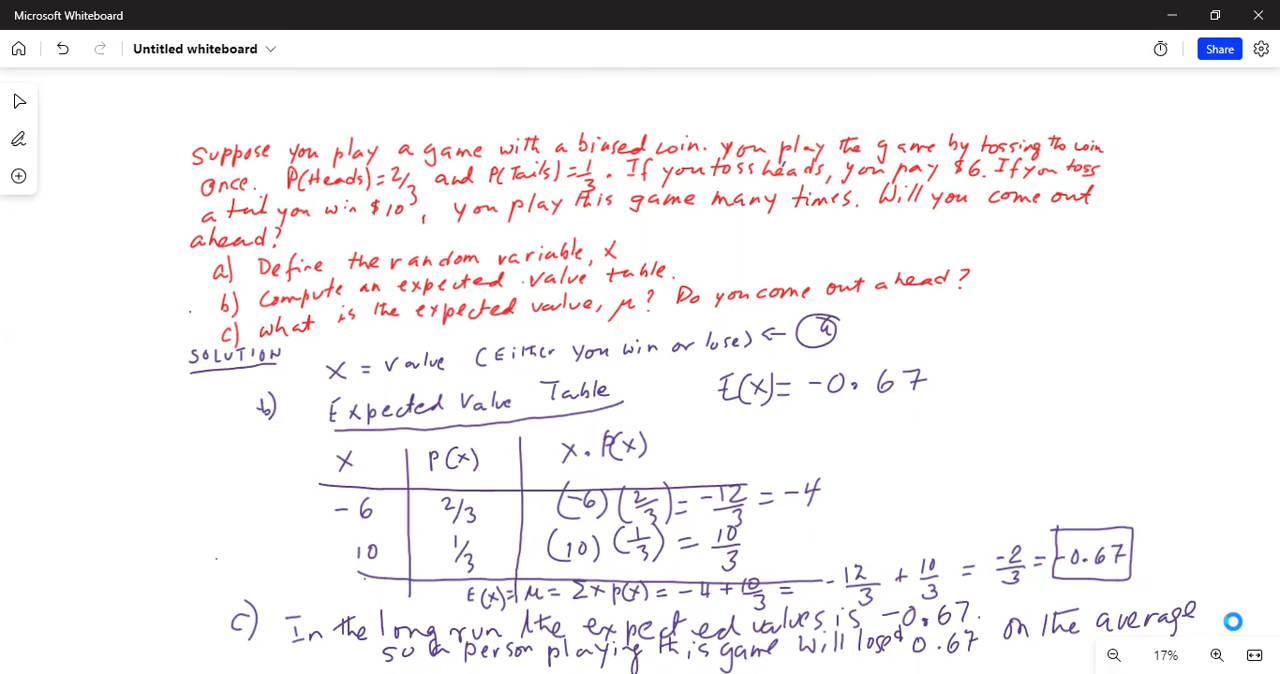 Microsoft Whiteboard
Untitled whiteboard
Share
Suppose you play a game with a biased coin. You play the game by tossing the coin
once. P(Heads)=2/3 and P(Tails)=1/3. If you toss heads, you pay $6. If you toss
a tail you win $10, you play this game many times. Will you come out
ahead?
a) Define the random variable, X
b) Compute an expected value table.
c) What is the expected value, μ? Do you come out ahead?
SOLUTION
X = value (Either you win or lose) ← a
b) Expected Value Table
E(x) = -0.67
X P(x) X . P(x)
-6 2/3 (-6)(2/3) = -12/3 = -4
10 1/3 (10)(1/3) = 10/3
E(x) = μ = Σx P(x) = -4 + 10/3 = -12/3 + 10/3 = -2/3 = -0.67
c) In the long run the expected values is -0.67.
so a person playing this game will lose $0.67 on the average
17%